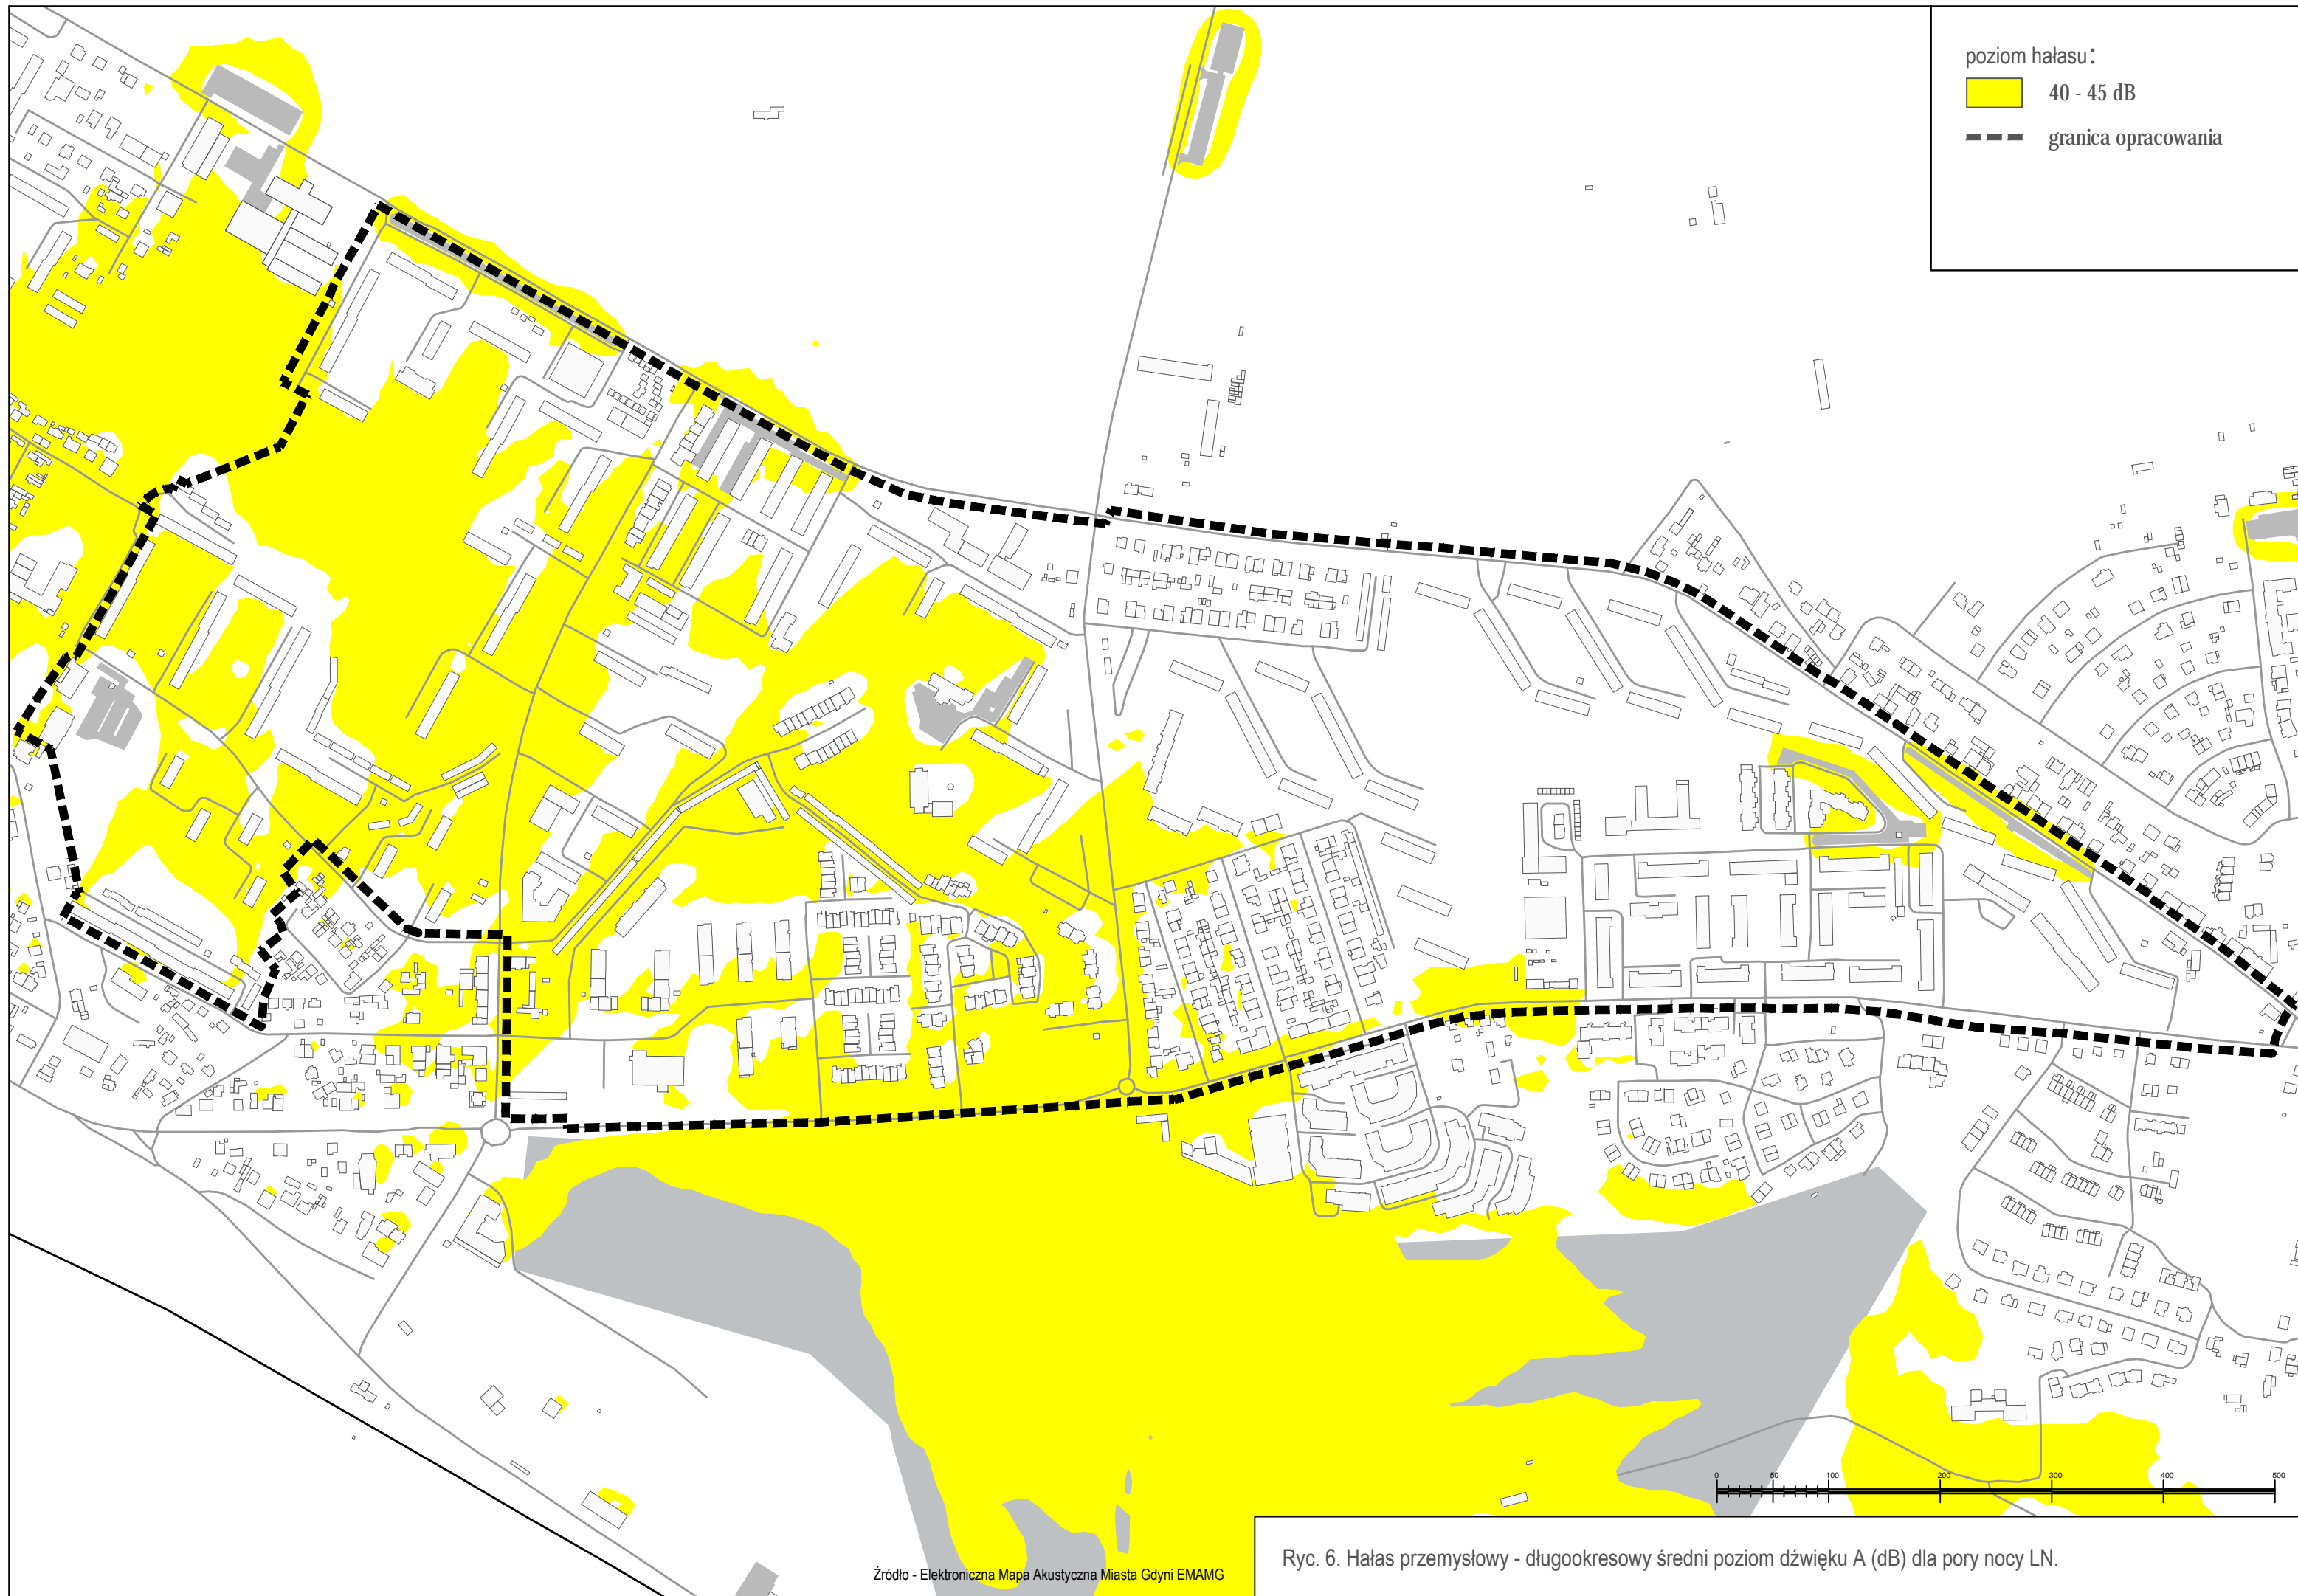 poziom hałasu:
40 - 45 dB
granica opracowania
0 50 100 200 300 400 500
Źródło - Elektroniczna Mapa Akustyczna Miasta Gdyni EMAMG
Ryc. 6. Hałas przemysłowy - długookresowy średni poziom dźwięku A (dB) dla pory nocy LN.